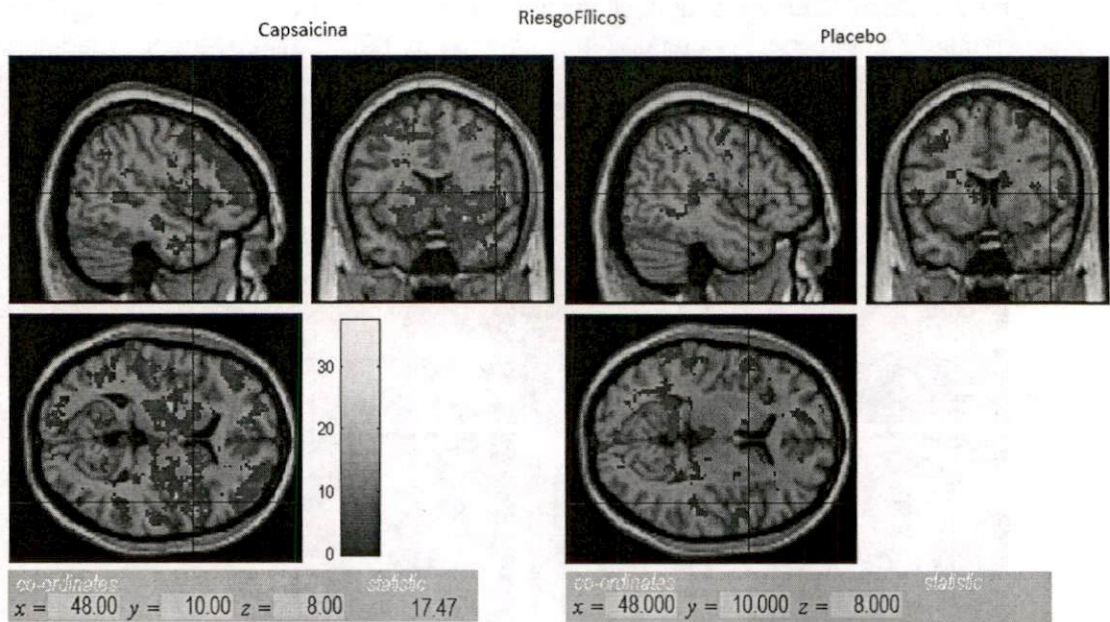 RiesgoFílicos
Capsaicina
Placebo
30
20
10
0
co-ordinates statistic
x = 48.00 y = 10.00 z = 8.00 17.47
co-ordinates statistic
x = 48.000 y = 10.000 z = 8.000